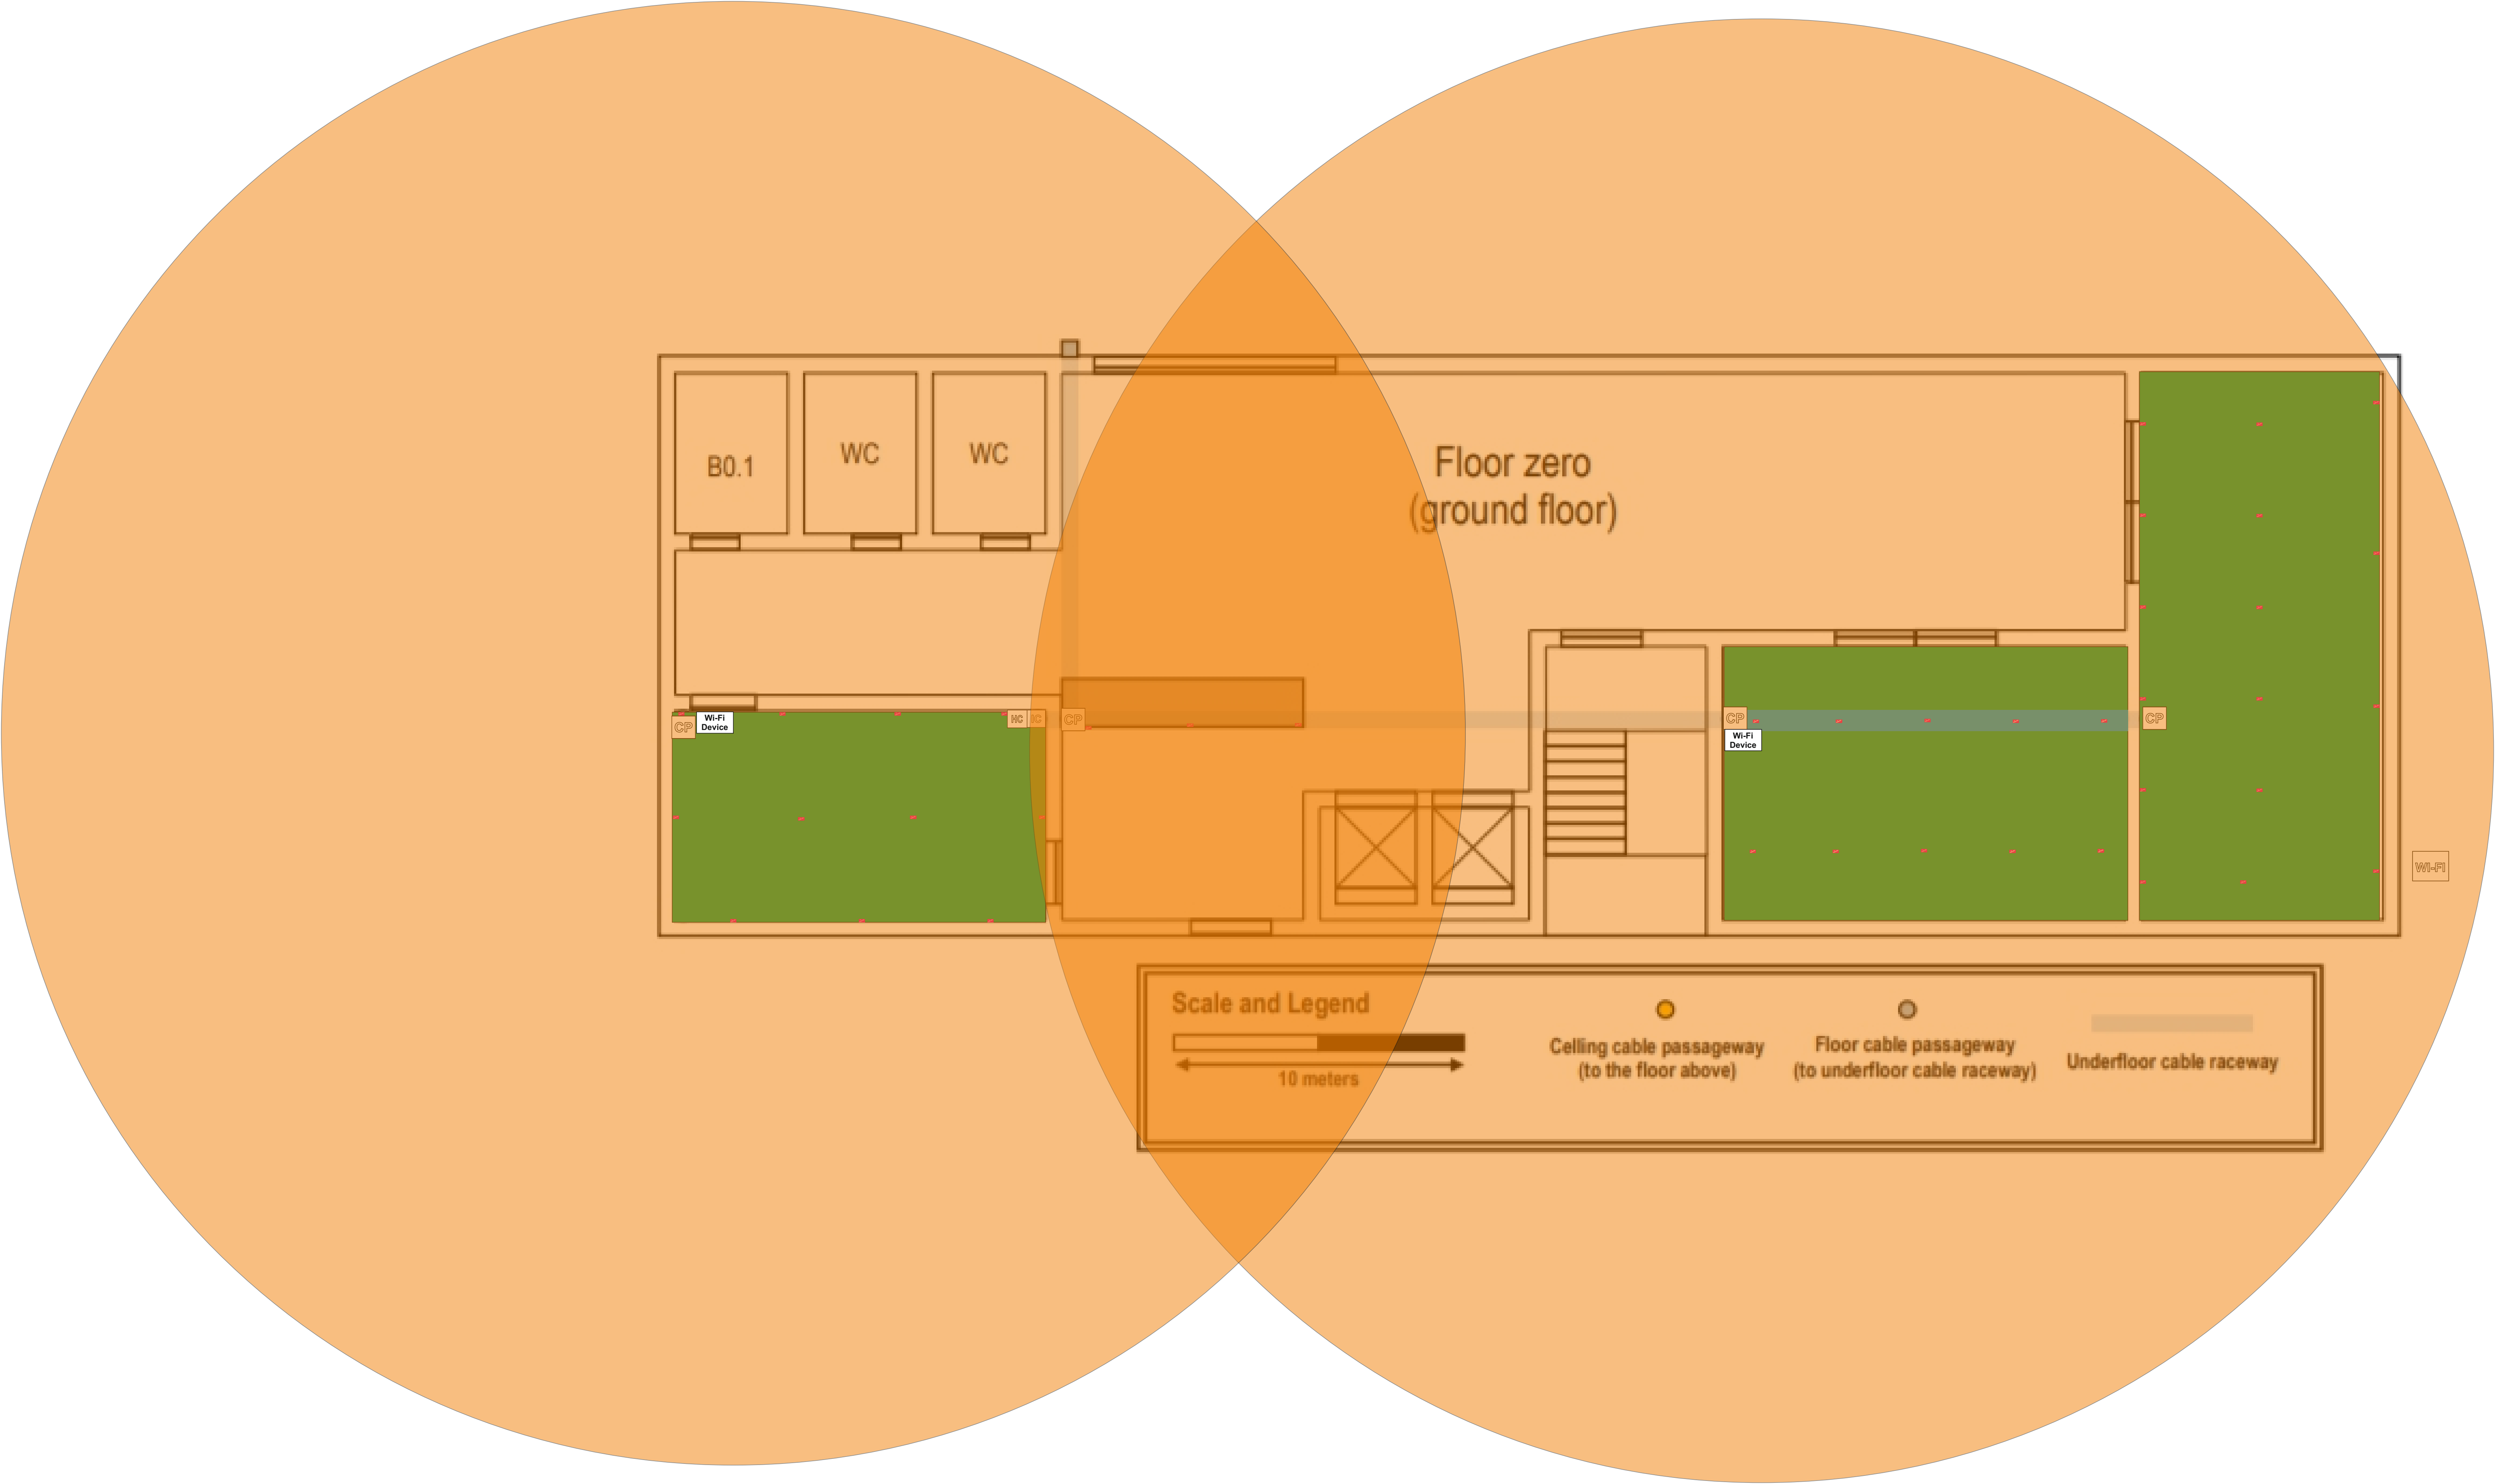 B0.1
WC
WC
Floor zero
(ground floor)
CP
Wi-Fi
Device
HC
CP
CP
Wi-Fi
Device
CP
Wi-Fi
Scale and Legend
10 meters
Celling cable passageway
(to the floor above)
Floor cable passageway
(to underfloor cable raceway)
Underfloor cable raceway